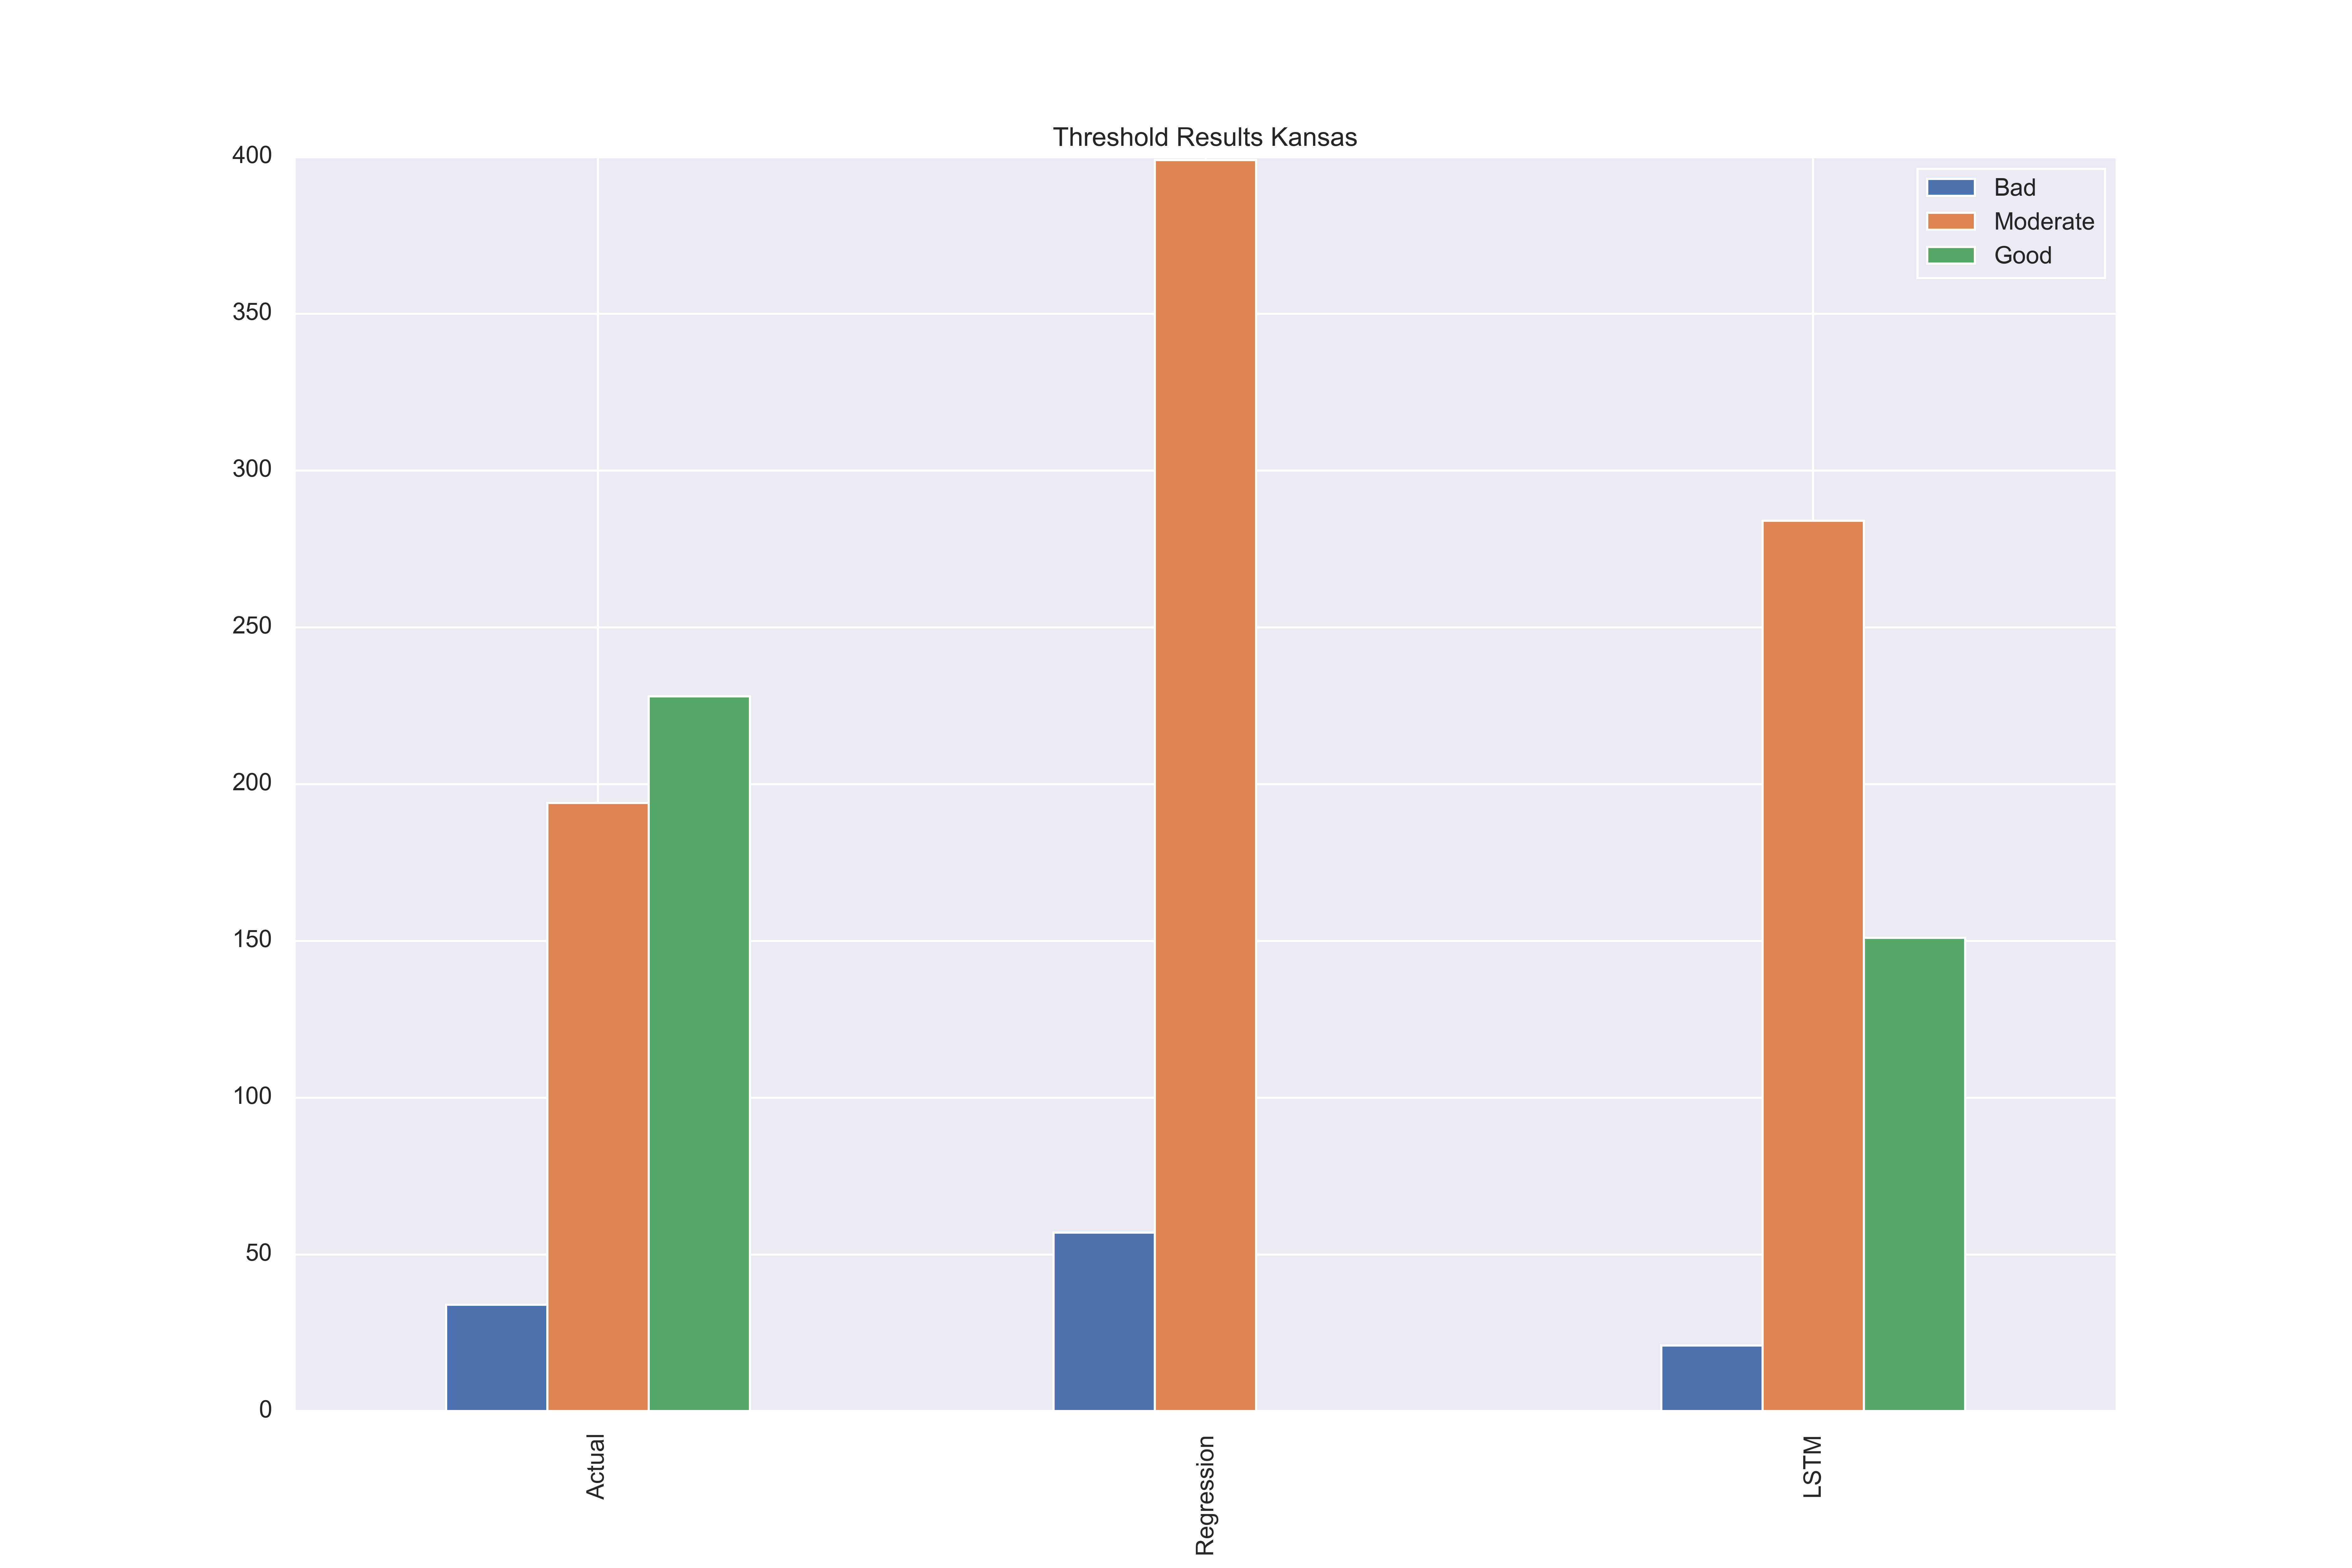 Threshold Results Kansas
400
350
300
250
200
150
100
50
0
Bad
Moderate
Good
Actual
Regression
LSTM